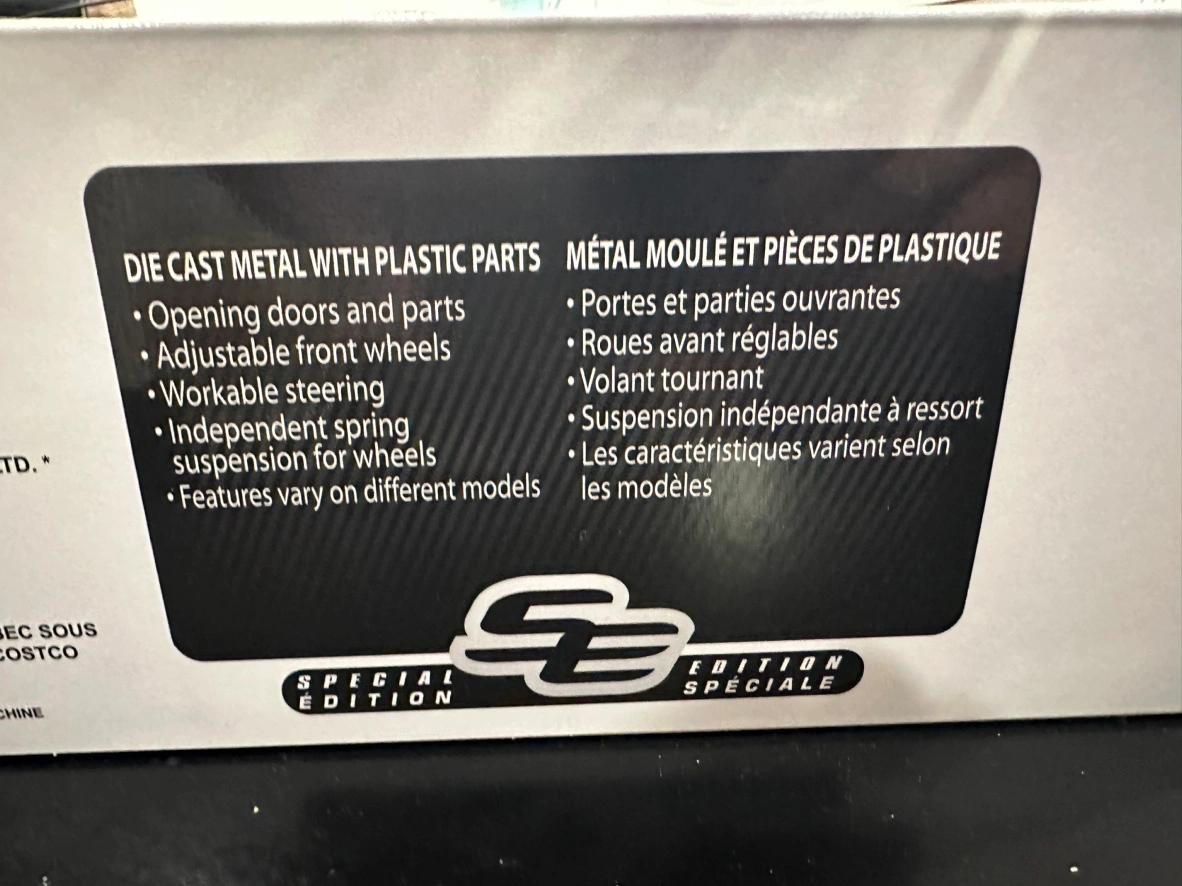 DIE CAST METAL WITH PLASTIC PARTS
• Opening doors and parts
• Adjustable front wheels
• Workable steering
• Independent spring
suspension for wheels
• Features vary on different models
MÉTAL MOULÉ ET PIÈCES DE PLASTIQUE
• Portes et parties ouvrantes
• Roues avant réglables
• Volant tournant
• Suspension indépendante à ressort
• Les caractéristiques varient selon
les modèles
TD.*
SOUS
COSTCO
SE
SPECIAL
ÉDITION
EDITION
SPÉCIALE